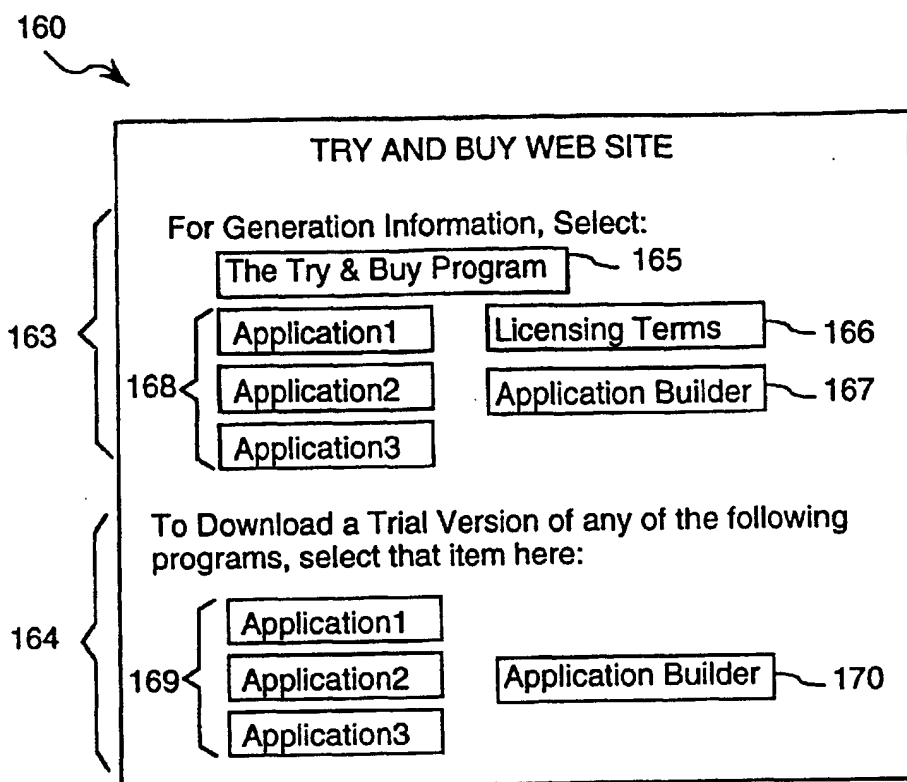 160
TRY AND BUY WEB SITE
For Generation Information, Select:
The Try & Buy Program 165
163
168 Application1 Licensing Terms 166
Application2 Application Builder 167
Application3
To Download a Trial Version of any of the following
programs, select that item here:
164
169 Application1
Application2 Application Builder 170
Application3